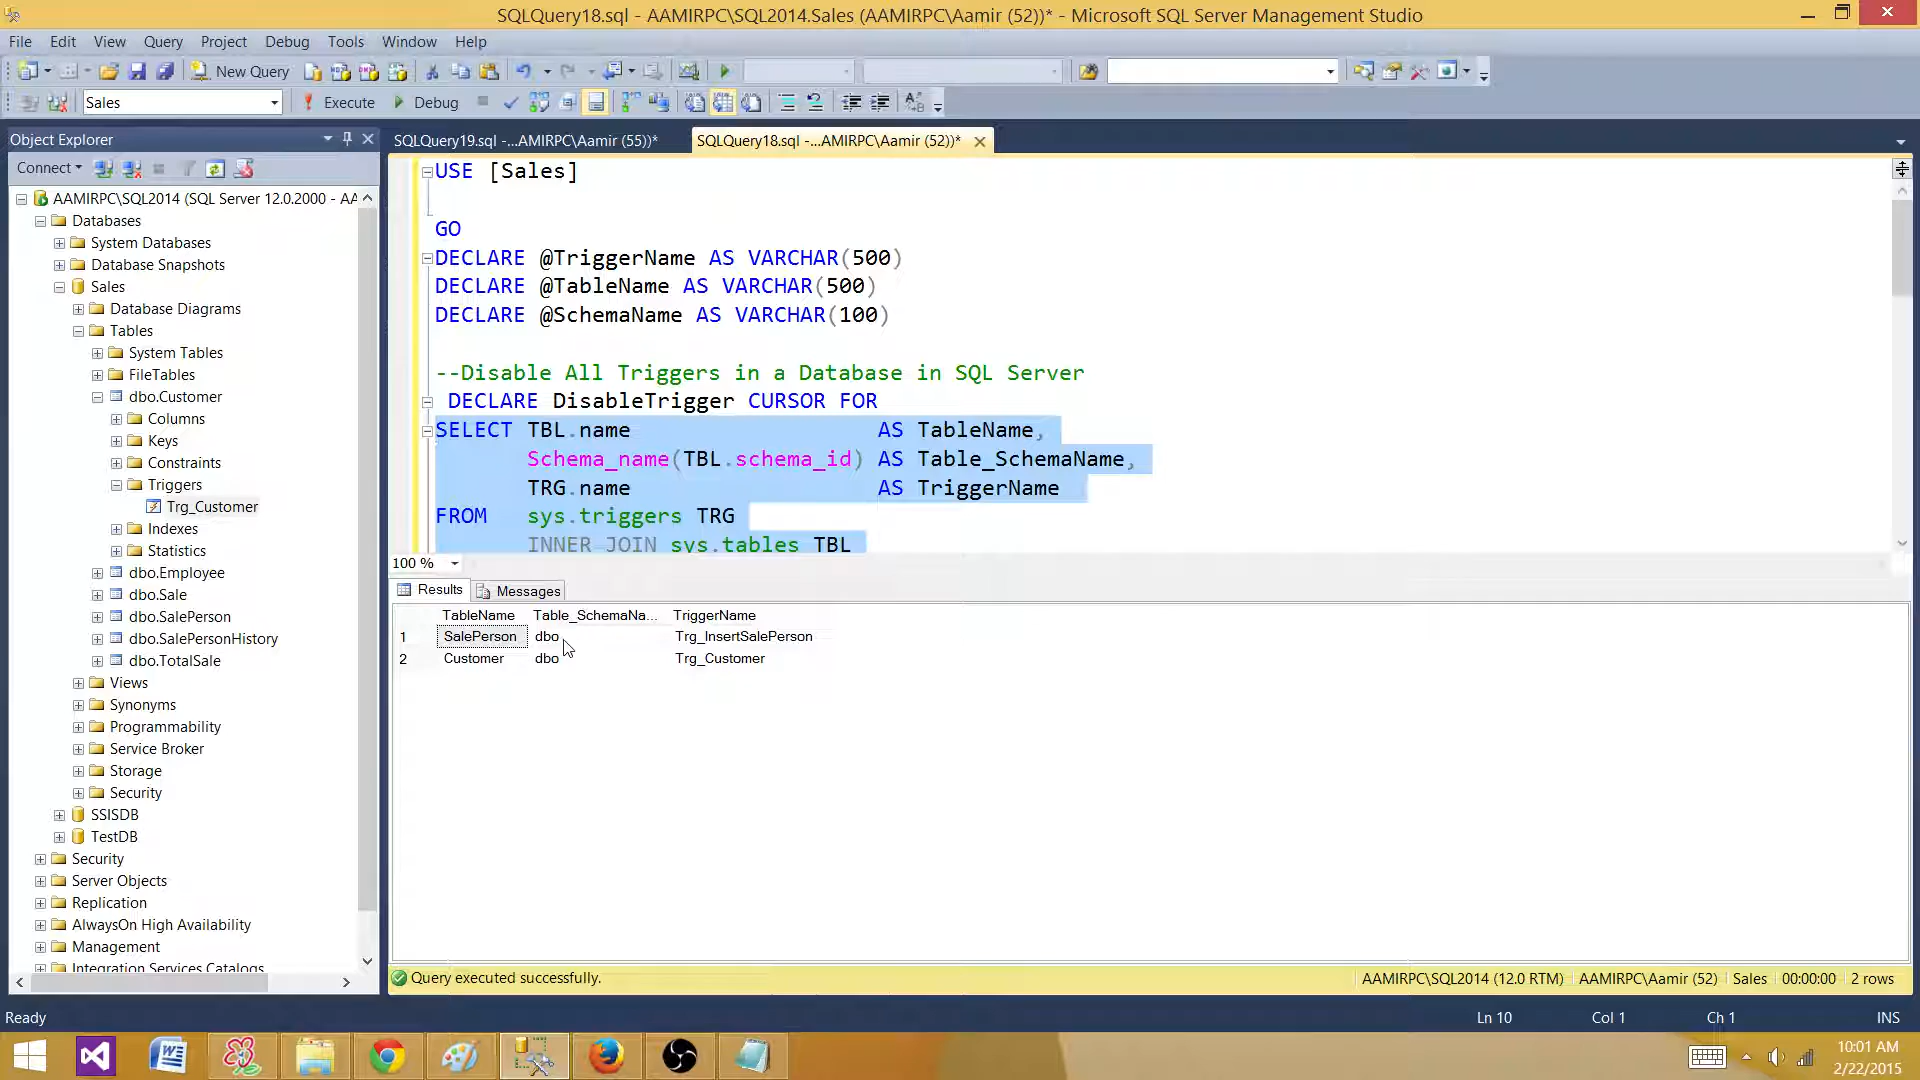 SQLQuery18.sql - AAMIRPC\SQL2014.Sales (AAMIRPC\Aamir (52))* - Microsoft SQL Server Management Studio
File Edit View Query Project Debug Tools Window Help
New Query
Sales Execute Debug
Object Explorer
SQLQuery19.sql -...AMIRPC\Aamir (55))* SQLQuery18.sql -...AMIRPC\Aamir (52))*
Connect
AAMIRPC\SQL2014 (SQL Server 12.0.2000 - AA
Databases
System Databases
Database Snapshots
Sales
Database Diagrams
Tables
System Tables
FileTables
dbo.Customer
Columns
Keys
Constraints
Triggers
Trg_Customer
Indexes
Statistics
dbo.Employee
dbo.Sale
dbo.SalePerson
dbo.SalePersonHistory
dbo.TotalSale
Views
Synonyms
Programmability
Service Broker
Storage
Security
SSISDB
TestDB
Security
Server Objects
Replication
AlwaysOn High Availability
Management
Integration Services Catalogs
USE [Sales]
GO
DECLARE @TriggerName AS VARCHAR(500)
DECLARE @TableName AS VARCHAR(500)
DECLARE @SchemaName AS VARCHAR(100)
--Disable All Triggers in a Database in SQL Server
DECLARE DisableTrigger CURSOR FOR
SELECT TBL.name AS TableName,
Schema_name(TBL.schema_id) AS Table_SchemaName,
TRG.name AS TriggerName
FROM sys.triggers TRG
INNER JOIN sys.tables TBL
100 %
Results Messages
TableName Table_SchemaNa... TriggerName
1 SalePerson dbo Trg_InsertSalePerson
2 Customer dbo Trg_Customer
Query executed successfully. AAMIRPC\SQL2014 (12.0 RTM) AAMIRPC\Aamir (52) Sales 00:00:00 2 rows
Ready Ln 10 Col 1 Ch 1 INS
10:01 AM
2/22/2015